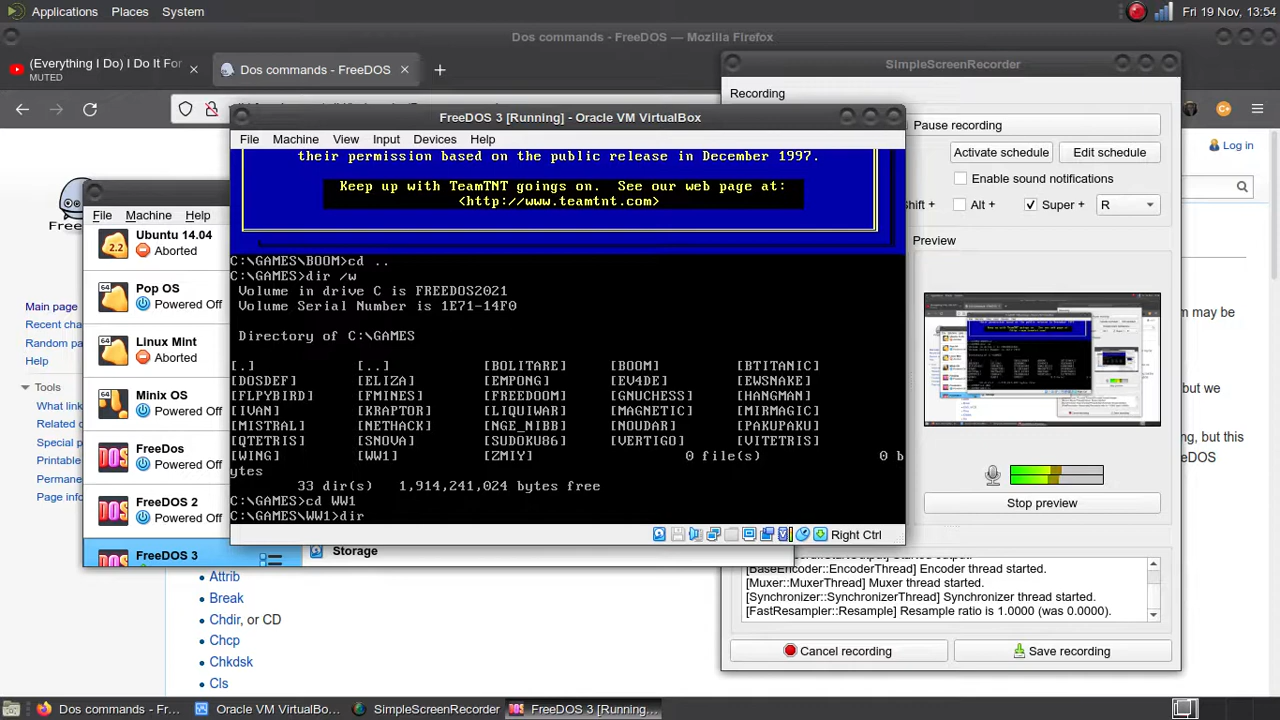 Applications Places System
Fri 19 Nov, 13:54
Dos commands - FreeDOS — Mozilla Firefox
(Everything I Do) I Do It For
MUTED
Dos commands - FreeDOS
SimpleScreenRecorder
Recording
Pause recording
Activate schedule
Edit schedule
Enable sound notifications
Shift +
Alt +
Super +
R
Preview
Stop preview
[BaseEncoder::EncoderThread] Encoder thread started.
[Muxer::MuxerThread] Muxer thread started.
[Synchronizer::SynchronizerThread] Synchronizer thread started.
[FastResampler::Resample] Resample ratio is 1.0000 (was 0.0000).
Cancel recording
Save recording
Log in
may be
but we
ng, but this
DOS
FreeDOS 3 [Running] - Oracle VM VirtualBox
File Machine View Input Devices Help
their permission based on the public release in December 1997.
Keep up with TeamTNT goings on. See our web page at:
<http://www.teamtnt.com>
C:\GAMES\BOOM>cd ..
C:\GAMES>dir /w
Volume in drive C is FREEDOS2021
Volume Serial Number is 1E71-14F0
Directory of C:\GAMES
[.] [..] [BOLITARE] [BOOM] [BTITANIC]
[DOSDEF] [ELIZA] [EMPONG] [EV4DE] [EWSNAKE]
[FLPYBIRD] [FMINES] [FREEDOOM] [GNUCHESS] [HANGMAN]
[IVAN] [KRAPTOR] [LIQUIWAR] [MAGNETIC] [MIRMAGIC]
[MISTRAL] [NETHACK] [NGE_NIBB] [NOUDAR] [PAKUPAKU]
[QTETRIS] [SNOVA] [SUDOKU86] [VERTIGO] [VITETRIS]
[WING] [WW1] [ZMIY] 0 file(s) 0 b
ytes
33 dir(s) 1,914,241,024 bytes free
C:\GAMES>cd WW1
C:\GAMES\WW1>dir
Right Ctrl
File Machine Help
Ubuntu 14.04
Aborted
Pop OS
Powered Off
Linux Mint
Aborted
Minix OS
Powered Off
FreeDos
Powered Off
FreeDOS 2
Powered Off
FreeDOS 3
Storage
Main page
Recent cha
Help
Tools
What link
Related c
Special p
Printable
Page info
Attrib
Break
Chdir, or CD
Chcp
Chkdsk
Cls
Dos commands - Fr...
Oracle VM VirtualBo...
SimpleScreenRecorder
FreeDOS 3 [Running...